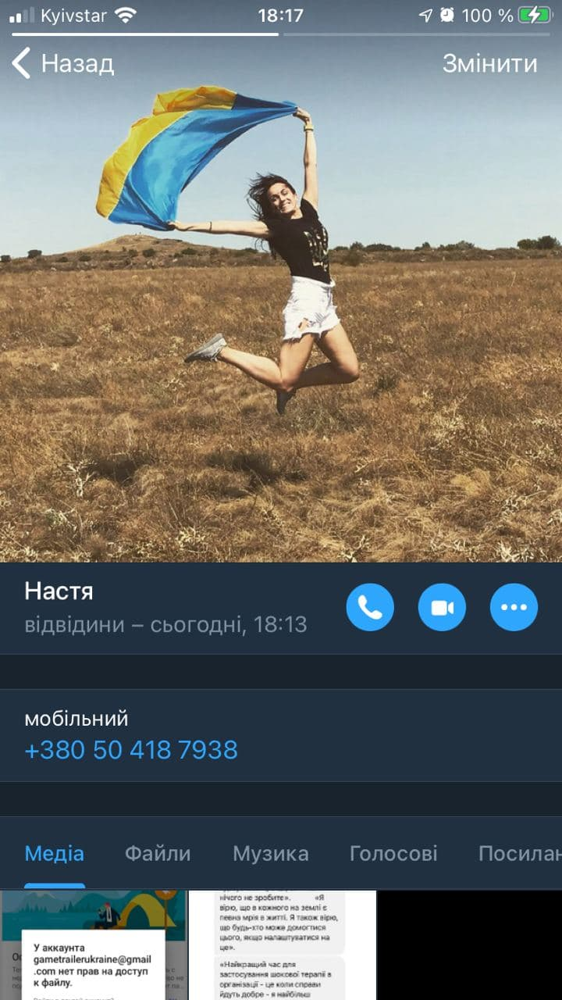 Kyivstar 18:17 100 %
Назад Змінити
Настя
відвідини – сьогодні, 18:13
мобільний
+380 50 418 7938
Медіа Файли Музика Голосові Посилан
У аккаунта
gametrailerukraine@gmail
.com нет прав на доступ
к файлу.
нічого не зробите». «Я
вірю, що в кожного на землі є
певна мрія в житті. Я також вірю,
що будь-хто може домогтися
цього, якщо налаштуватися на
це».
«Найкращий час для
застосування шокової терапії в
організації - це коли справи
йдуть добре - я найбільш